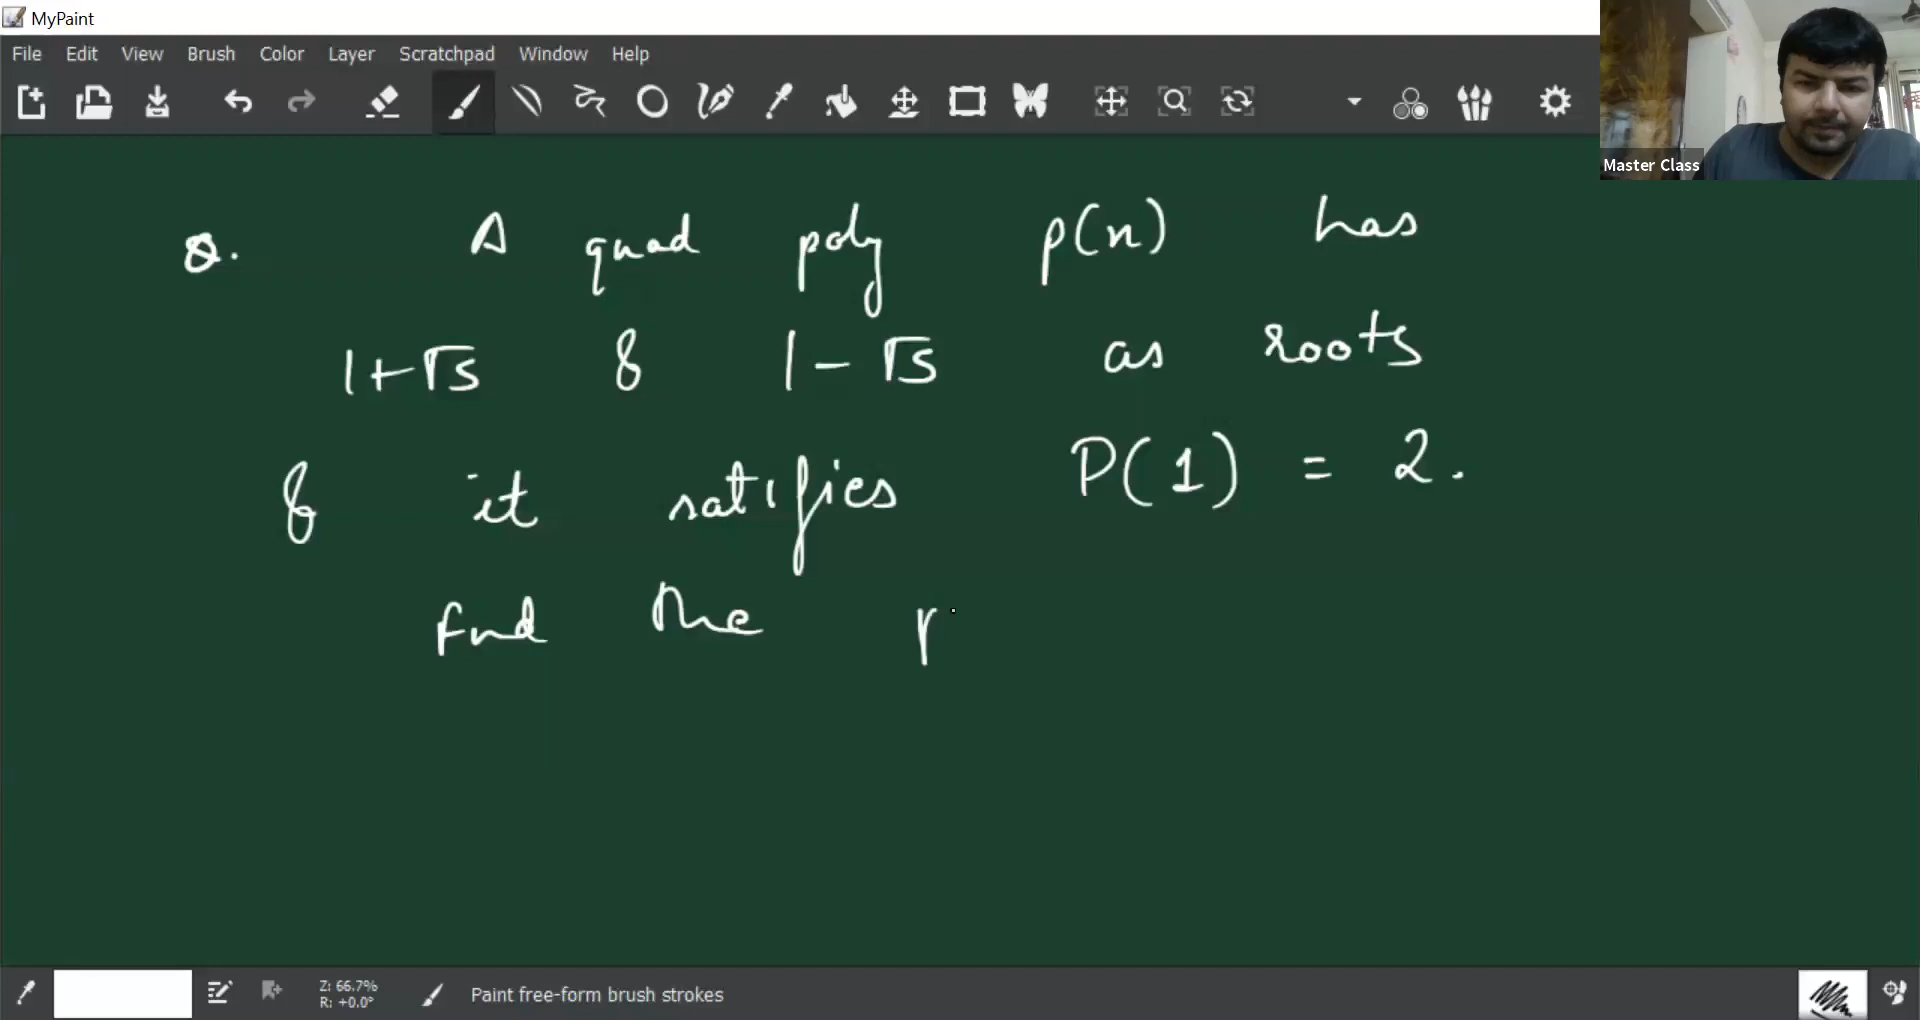 MyPaint
File Edit View Brush Color Layer Scratchpad Window Help
Master Class
Q. A quad poly p(x) has
1+√5 & 1-√5 as roots
& it satisfies P(1) = 2.
find the p
Z: 66.7%
R: +0.0°
Paint free-form brush strokes